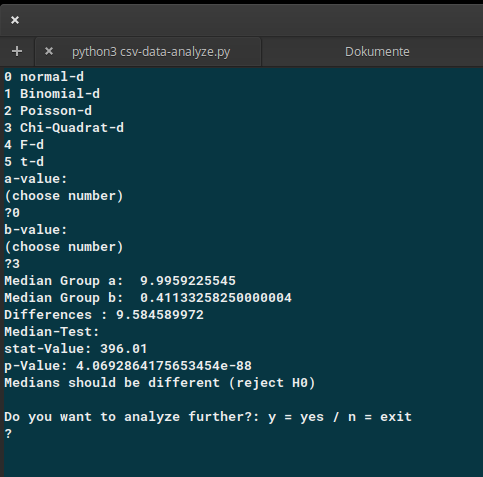 python3 csv-data-analyze.py Dokumente
0 normal-d
1 Binomial-d
2 Poisson-d
3 Chi-Quadrat-d
4 F-d
5 t-d
a-value:
(choose number)
?0
b-value:
(choose number)
?3
Median Group a:  9.9959225545
Median Group b:  0.41133258250000004
Differences : 9.584589972
Median-Test:
stat-Value: 396.01
p-Value: 4.0692864175653454e-88
Medians should be different (reject H0)
Do you want to analyze further?: y = yes / n = exit
?